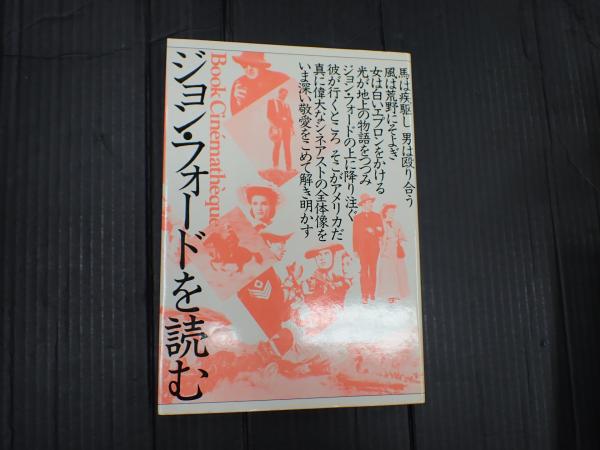 馬は疾駆し 男は殴り合う
風は荒野にそよぎ
女は白いエプロンをかける
光が地上の物語をつつみ
ジョン・フォードの上に降り注ぐ
彼が行くところ そこがアメリカだ
真に偉大なシネアストの全体像を
いま深い敬愛をこめて解き明かす
Book Cinémathèque
ジョン・フォードを読む